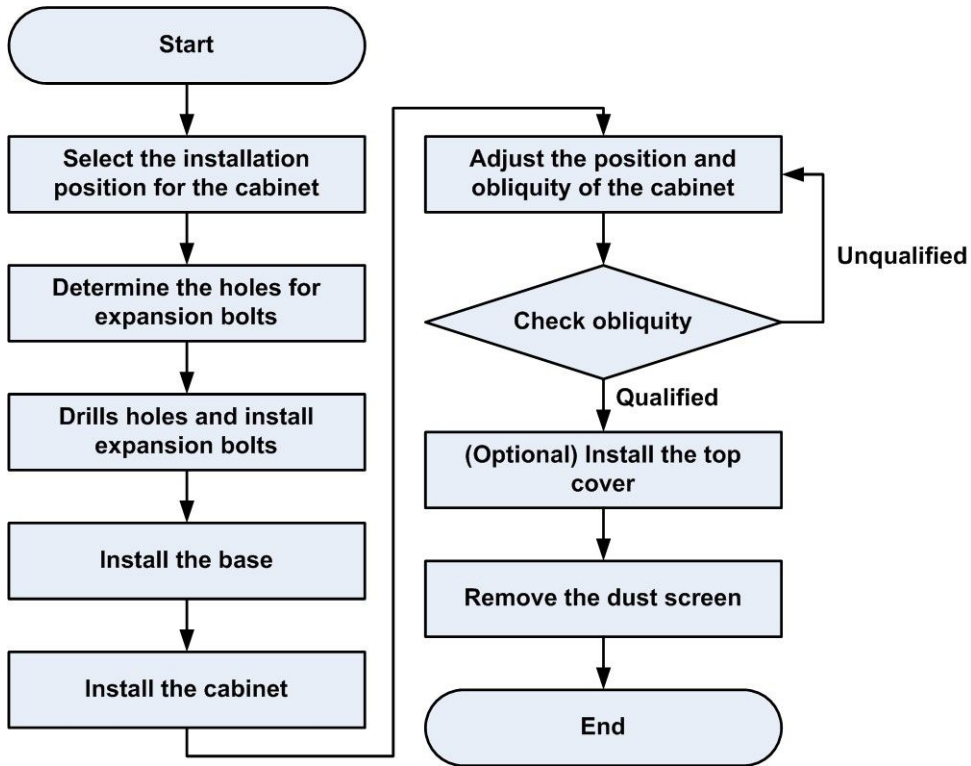 Start
Select the installation
position for the cabinet
Determine the holes for
expansion bolts
Drills holes and install
expansion bolts
Install the base
Install the cabinet
Adjust the position and
obliquity of the cabinet
Unqualified
Check obliquity
Qualified
(Optional) Install the top
cover
Remove the dust screen
End